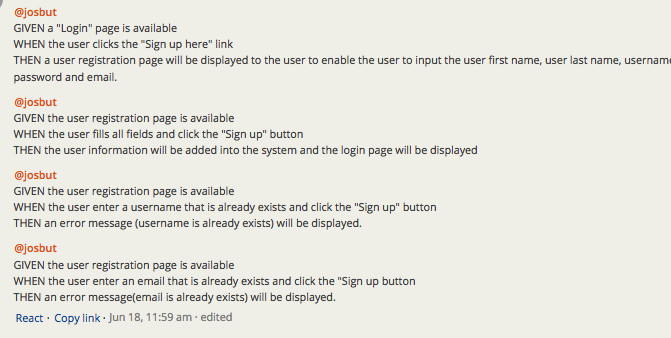 @josbut
GIVEN a "Login" page is available
WHEN the user clicks the "Sign up here" link
THEN a user registration page will be displayed to the user to enable the user to input the user first name, user last name, username
password and email.
@josbut
GIVEN the user registration page is available
WHEN the user fills all fields and click the "Sign up" button
THEN the user information will be added into the system and the login page will be displayed
@josbut
GIVEN the user registration page is available
WHEN the user enter a username that is already exists and click the "Sign up" button
THEN an error message (username is already exists) will be displayed.
@josbut
GIVEN the user registration page is available
WHEN the user enter an email that is already exists and click the "Sign up button
THEN an error message(email is already exists) will be displayed.
React · Copy link · Jun 18, 11:59 am · edited